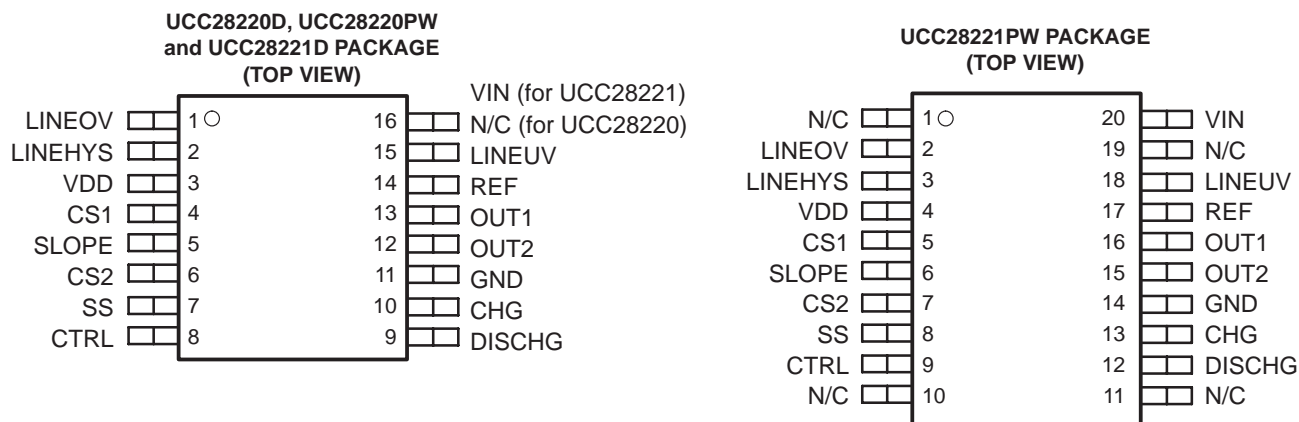 UCC28220D, UCC28220PW
and UCC28221D PACKAGE
(TOP VIEW)
LINEOV 1 16 VIN (for UCC28221)
N/C (for UCC28220)
LINEHYS 2 15 LINEUV
VDD 3 14 REF
CS1 4 13 OUT1
SLOPE 5 12 OUT2
CS2 6 11 GND
SS 7 10 CHG
CTRL 8 9 DISCHG
UCC28221PW PACKAGE
(TOP VIEW)
N/C 1 20 VIN
LINEOV 2 19 N/C
LINEHYS 3 18 LINEUV
VDD 4 17 REF
CS1 5 16 OUT1
SLOPE 6 15 OUT2
CS2 7 14 GND
SS 8 13 CHG
CTRL 9 12 DISCHG
N/C 10 11 N/C